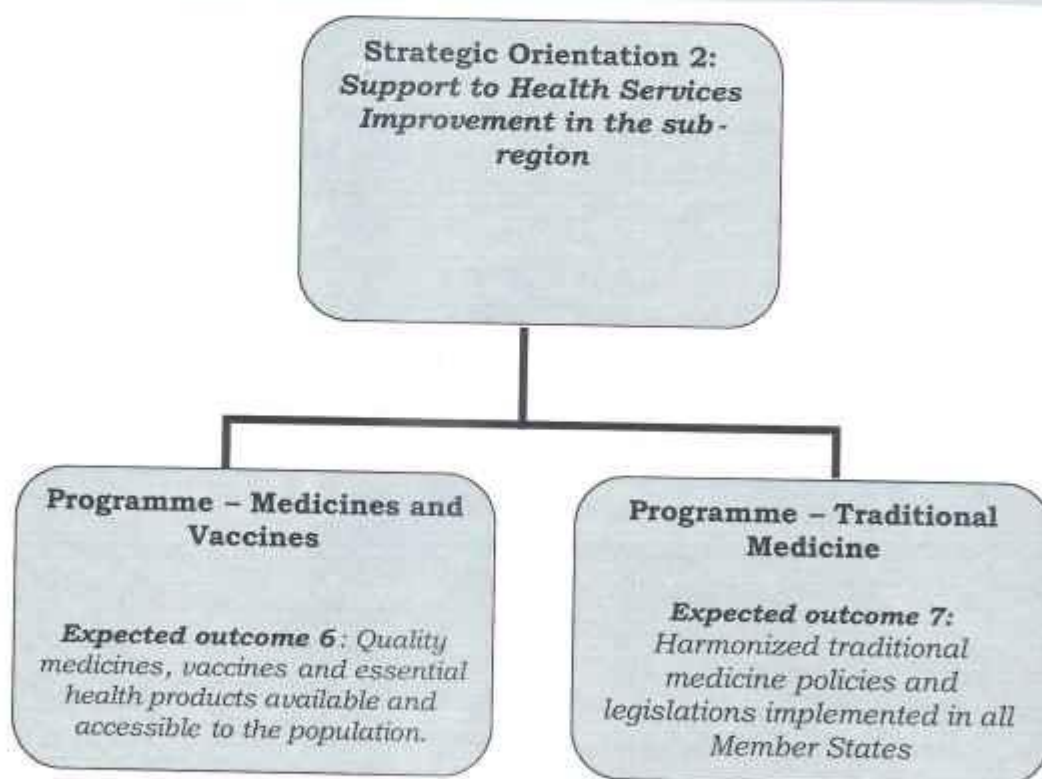 Strategic Orientation 2:
Support to Health Services
Improvement in the sub-
region
Programme – Medicines and
Vaccines
Expected outcome 6: Quality
medicines, vaccines and essential
health products available and
accessible to the population.
Programme – Traditional
Medicine
Expected outcome 7:
Harmonized traditional
medicine policies and
legislations implemented in all
Member States